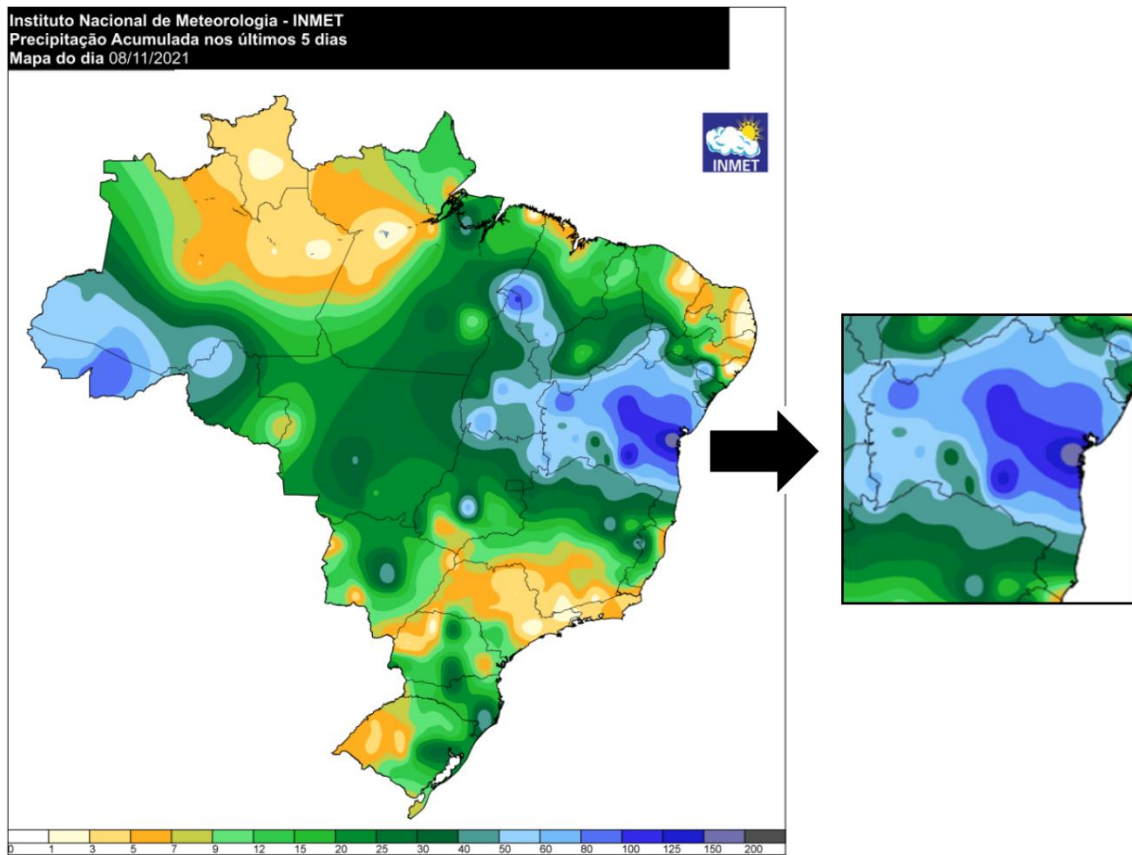 Instituto Nacional de Meteorologia - INMET
Precipitação Acumulada nos últimos 5 dias
Mapa do dia 08/11/2021
INMET
0 1 3 5 7 9 12 15 20 25 30 40 50 60 80 100 125 150 200